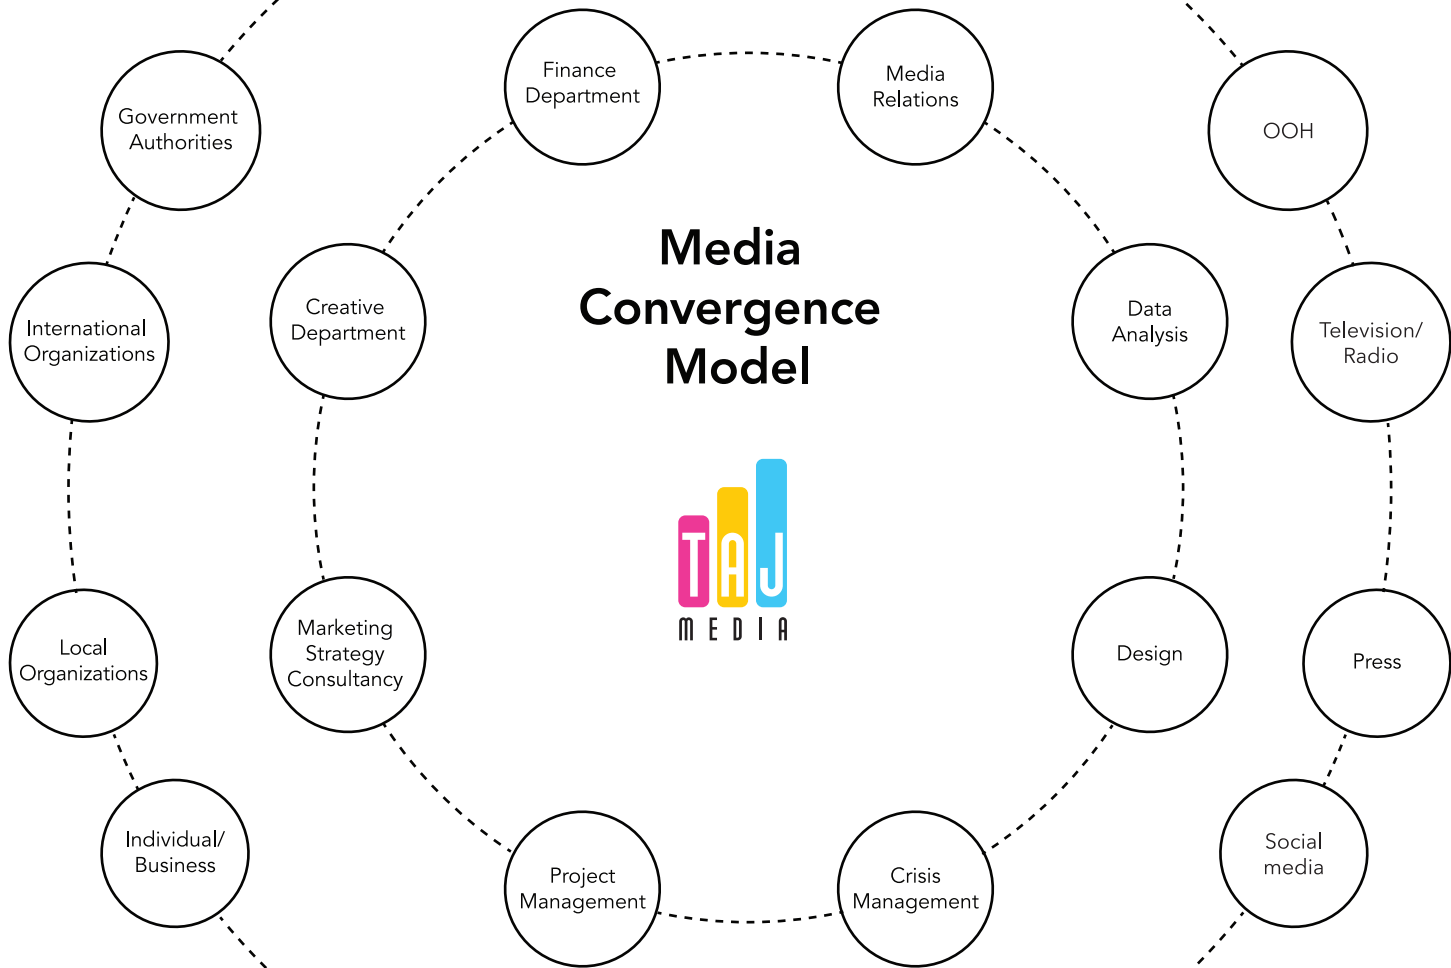 Finance
Department
Media
Relations
Government
Authorities
OOH
Media
Convergence
Model
Creative
Department
Data
Analysis
International
Organizations
Television/
Radio
TAJ
MEDIA
Marketing
Strategy
Consultancy
Design
Local
Organizations
Press
Individual/
Business
Social
media
Project
Management
Crisis
Management